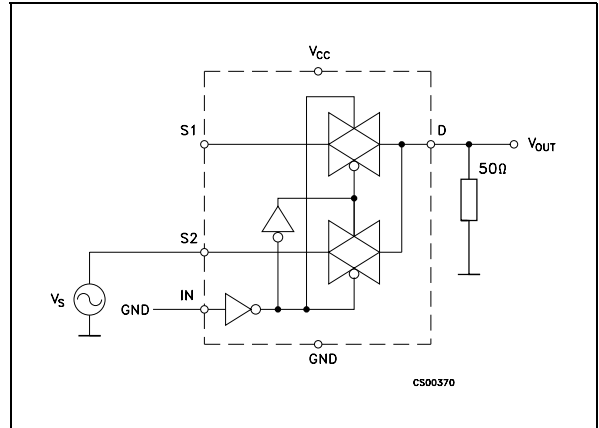 VCC
S1
D
VOUT
50Ω
S2
VS
IN
GND
GND
CS00370